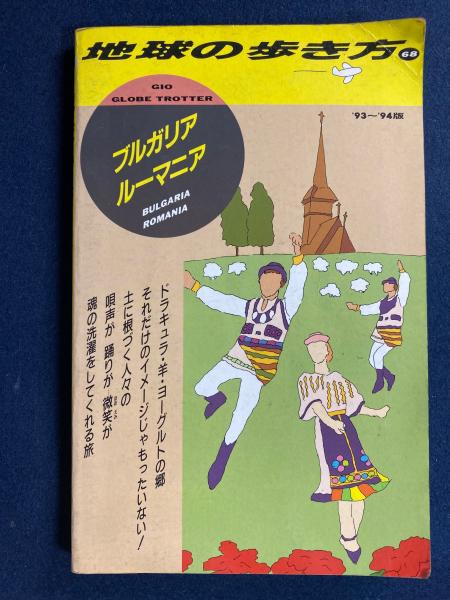 地球の歩き方 68
GIO
GLOBE TROTTER
'93〜'94版
ブルガリア
ルーマニア
BULGARIA
ROMANIA
ドラキュラ・羊・ヨーグルトの郷
それだけのイメージじゃもったいない!
土に根づく人々の
唄声が 踊りが 微笑が
魂の洗濯をしてくれる旅